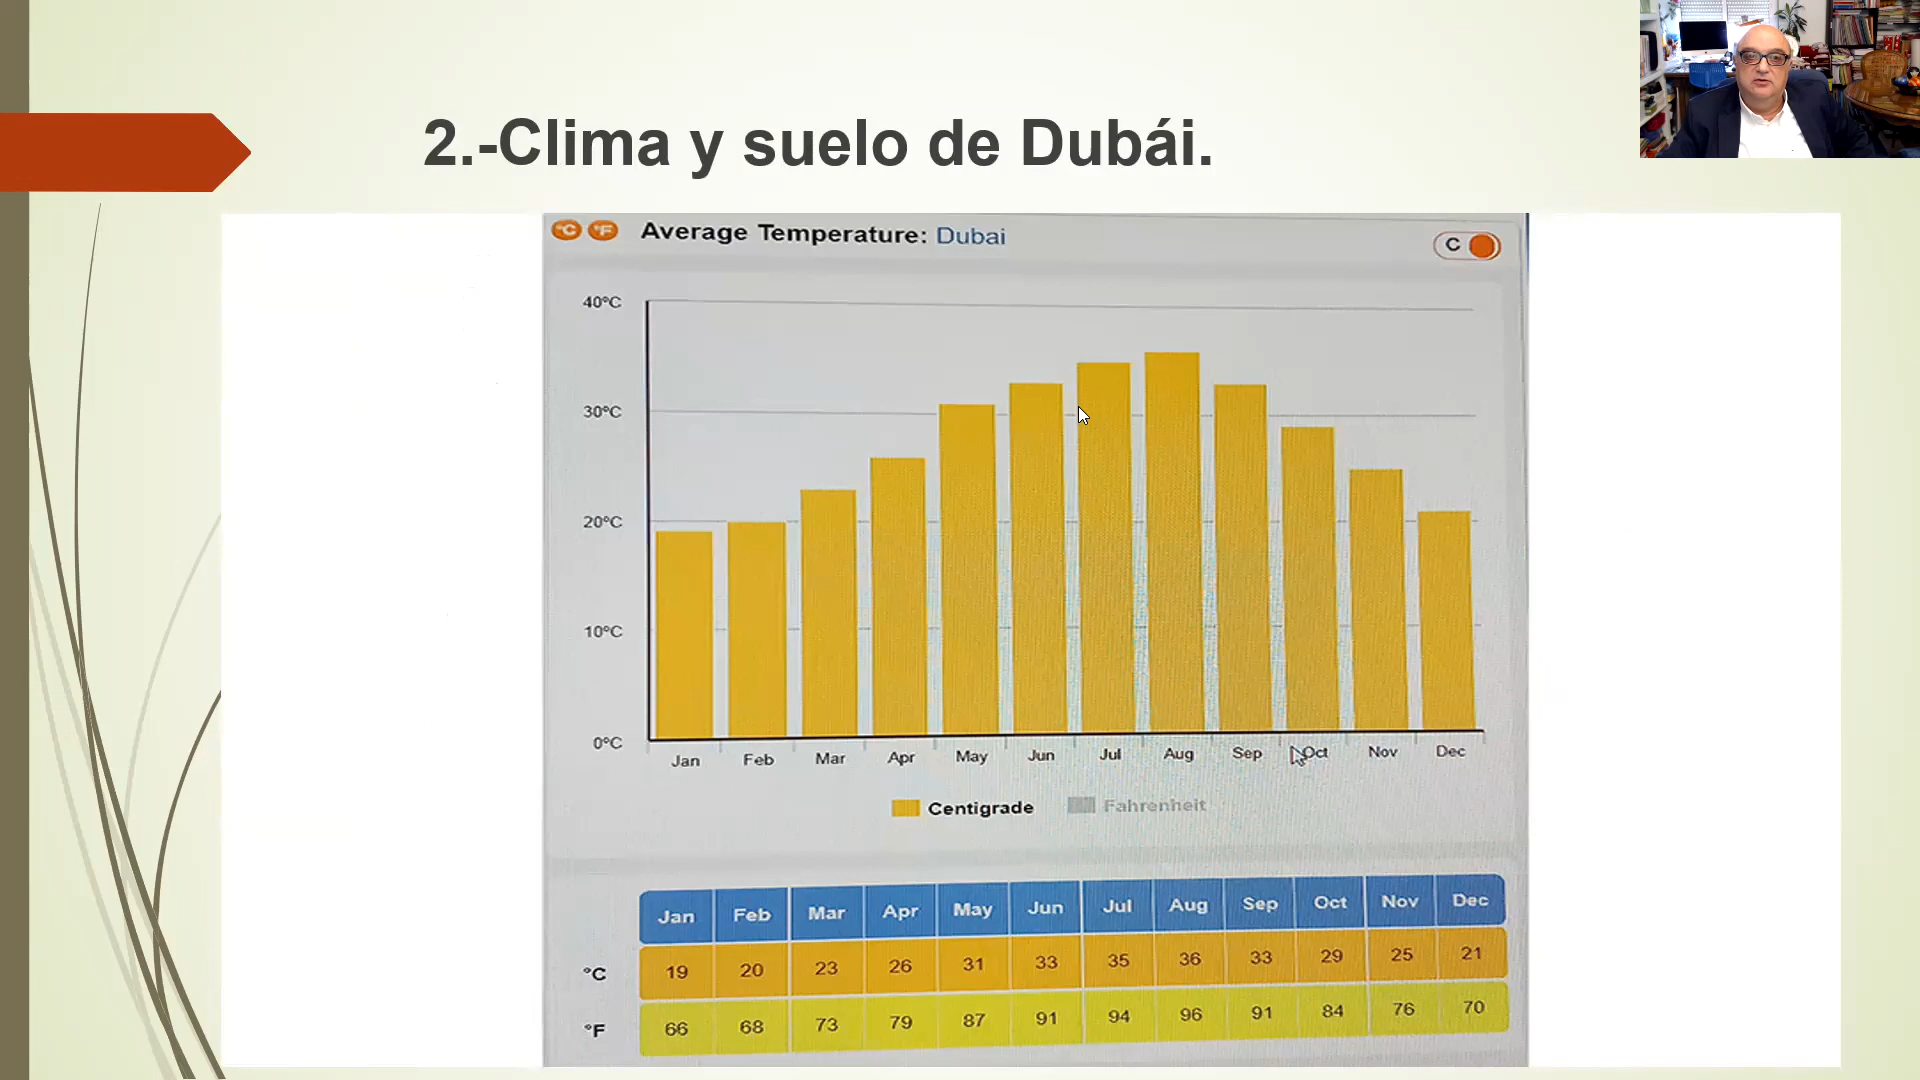 2.-Clima y suelo de Dubái.
°C °F Average Temperature: Dubai C
40°C
30°C
20°C
10°C
0°C
Jan Feb Mar Apr May Jun Jul Aug Sep Oct Nov Dec
Centigrade Fahrenheit
Jan Feb Mar Apr May Jun Jul Aug Sep Oct Nov Dec
°C 19 20 23 26 31 33 35 36 33 29 25 21
°F 66 68 73 79 87 91 94 96 91 84 76 70